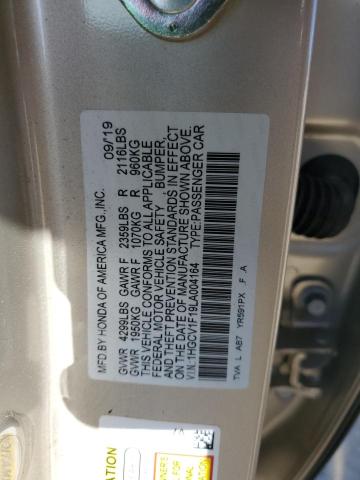 MFD BY HONDA OF AMERICA MFG., INC. 09/19
GVWR 4299LBS GAWR F 2359LBS R 2116LBS
GVWR 1950KG GAWR F 1070KG R 960KG
THIS VEHICLE CONFORMS TO ALL APPLICABLE
FEDERAL MOTOR VEHICLE SAFETY BUMPER,
AND THEFT PREVENTION STANDARDS IN EFFECT
ON THE DATE OF MANUFACTURE SHOWN ABOVE.
V.I.N:1HGCV1F19LA004164 TYPE:PASSENGER CAR
TVA L AB7 YR591PX F A